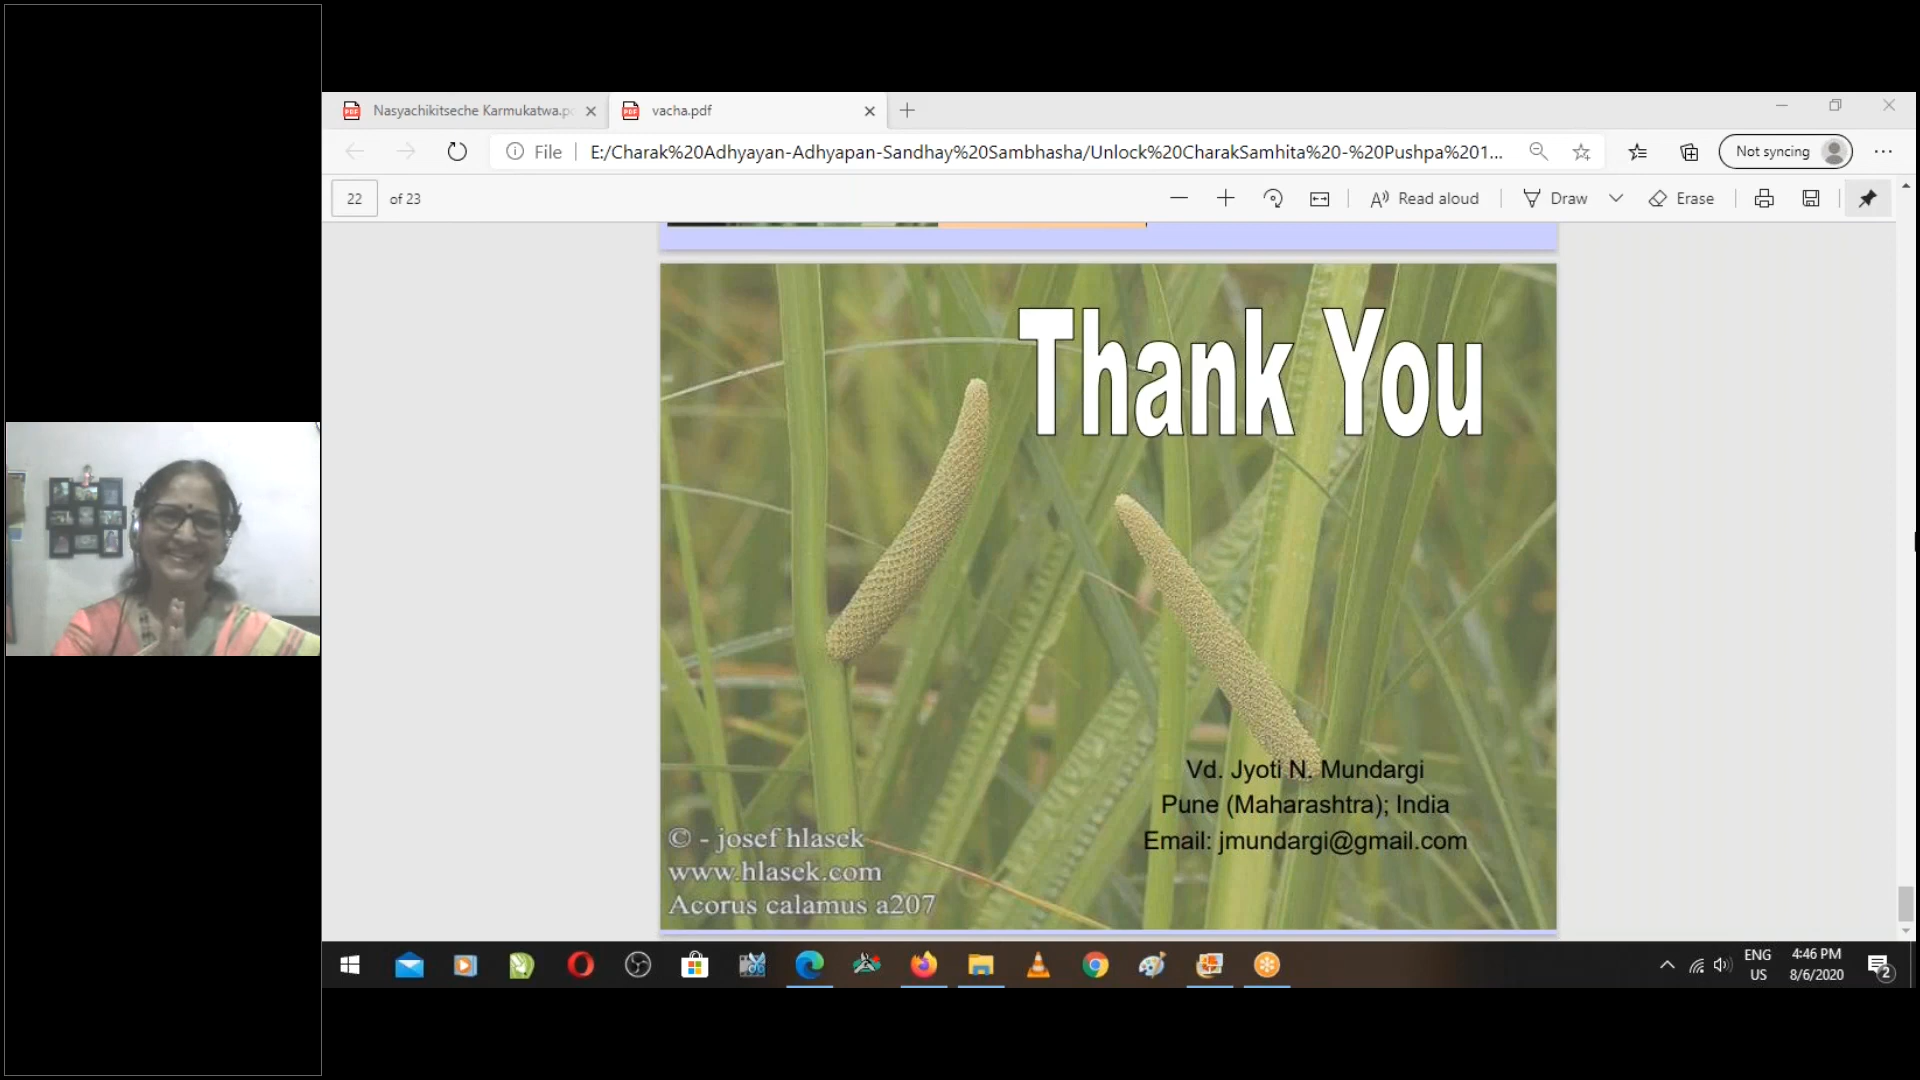 Nasyachikitseche Karmukatwa.p
vacha.pdf
File
E:/Charak%20Adhyayan-Adhyapan-Sandhay%20Sambhasha/Unlock%20CharakSamhita%20-%20Pushpa%201...
Not syncing
22 of 23
Read aloud
Draw
Erase
Thank You
Vd. Jyoti N. Mundargi
Pune (Maharashtra); India
Email: jmundargi@gmail.com
© - josef hlasek
www.hlasek.com
Acorus calamus a207
ENG
US
4:46 PM
8/6/2020
2